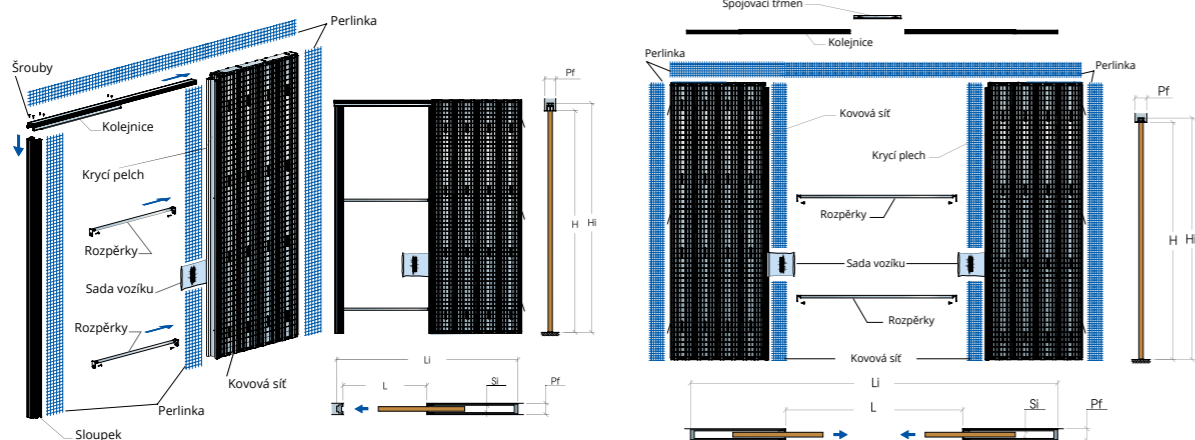 Perlinka
Šrouby
Kolejnice
Krycí pelch
Rozpěrky
Sada vozíku
Rozpěrky
Kovová síť
Perlinka
Sloupek
Pf
H
Hi
Li
L
Si
Pf
Spojovací třmen
Kolejnice
Perlinka
Perlinka
Kovová síť
Krycí plech
Rozpěrky
Sada vozíku
Rozpěrky
Kovová síť
Pf
H
Hi
Li
L
Si
Pf